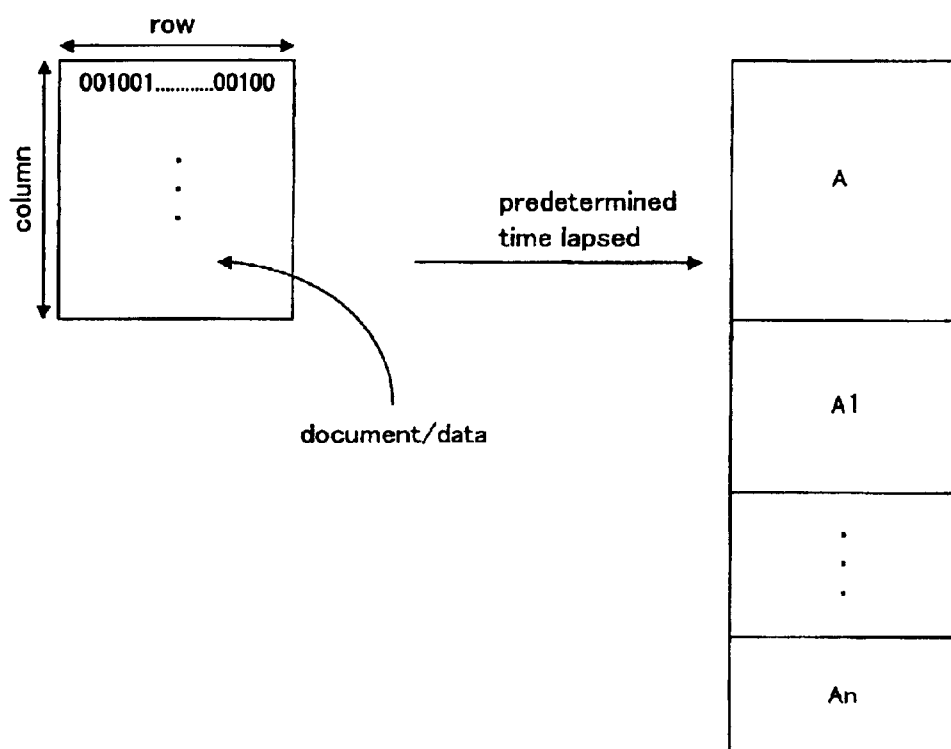 row
001001............00100
column
predetermined
time lapsed
document/data
A
A1
An